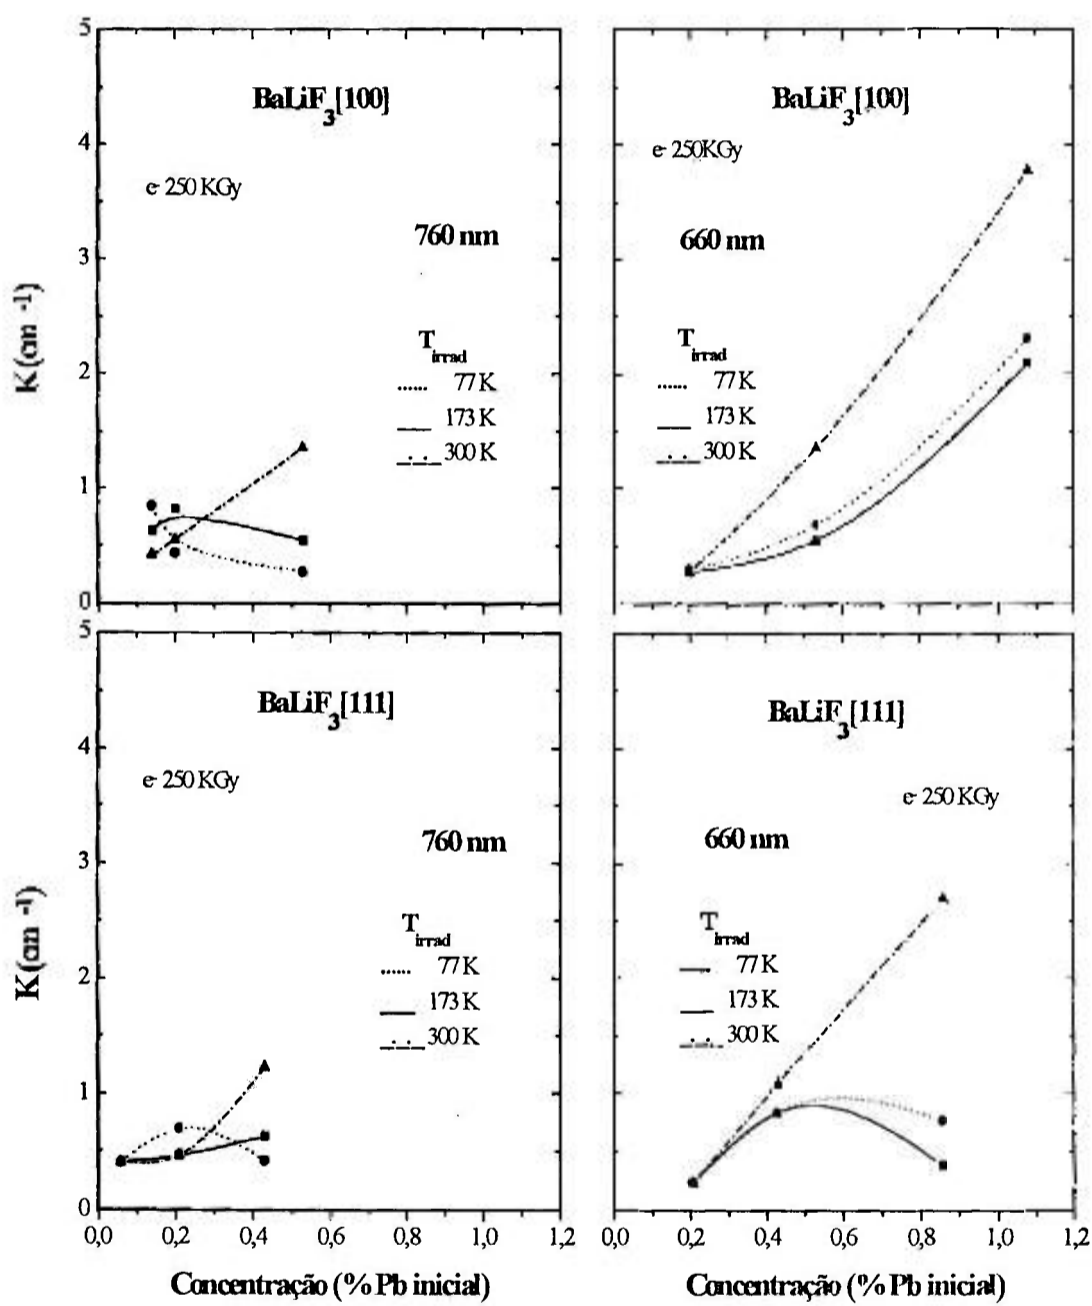 BaLiF3[100]
e- 250 KGy
760 nm
Tirrad
77 K
173 K
300 K
K (cm -1)
5
4
3
2
1
0
BaLiF3[100]
e- 250KGy
660 nm
Tirrad
77 K
173 K
300 K
BaLiF3[111]
e- 250 KGy
760 nm
Tirrad
77 K
173 K
300 K
K (cm -1)
5
4
3
2
1
0
0,0 0,2 0,4 0,6 0,8 1,0 1,2
Concentração (% Pb inicial)
BaLiF3[111]
e- 250 KGy
660 nm
Tirrad
77 K
173 K
300 K
0,0 0,2 0,4 0,6 0,8 1,0 1,2
Concentração (% Pb inicial)